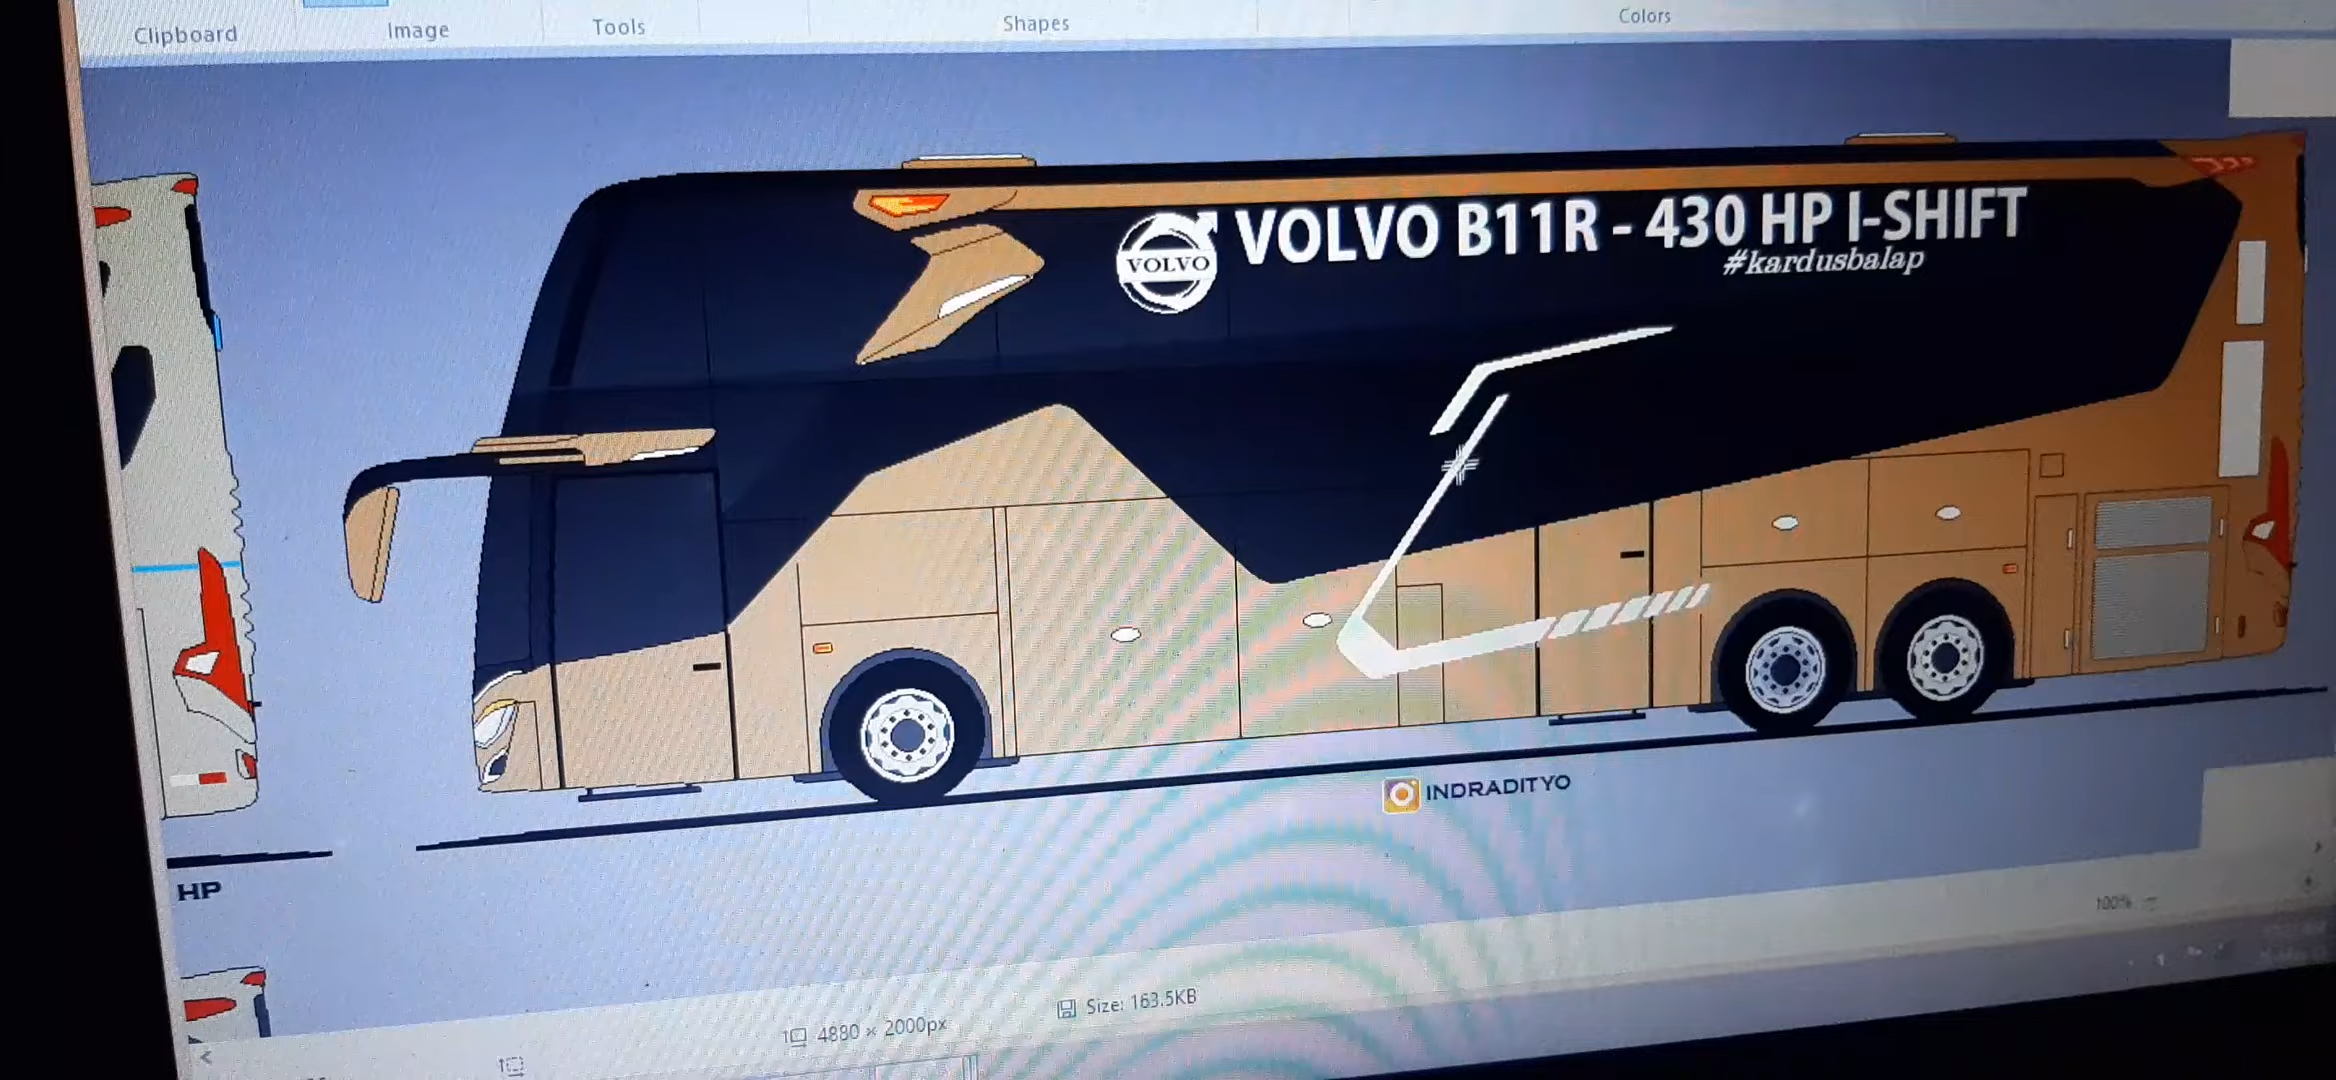 Clipboard
Image
Tools
Shapes
Colors
VOLVO
VOLVO B11R - 430 HP I-SHIFT
#kardusbalap
INDRADITYO
HP
100%
4880 × 2000px
Size: 163.5KB